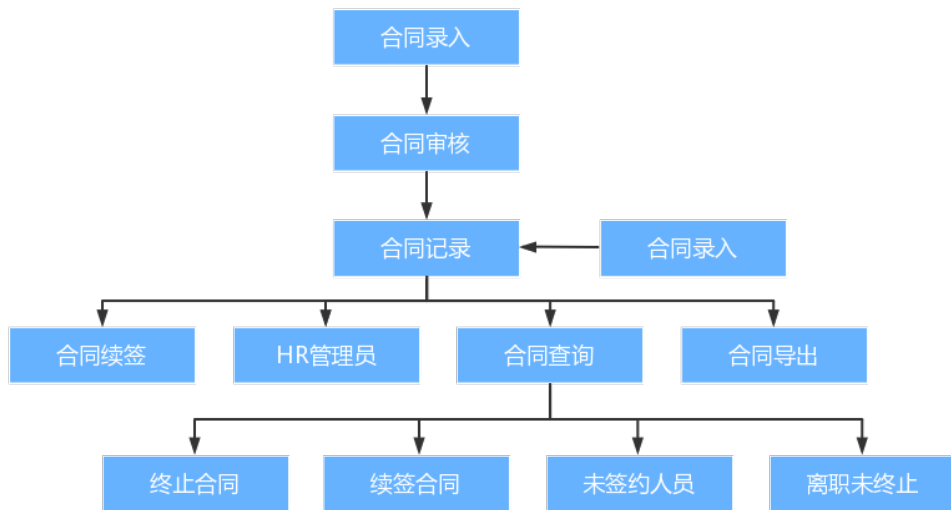 合同录入
合同审核
合同记录
合同录入
合同续签
HR管理员
合同查询
合同导出
终止合同
续签合同
未签约人员
离职未终止